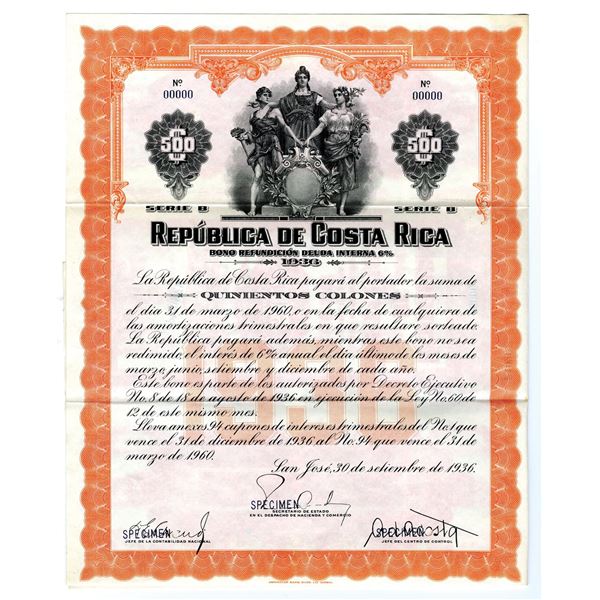 Nº
00000
Nº
00000
500
500
SERIE B
SERIE B
REPÚBLICA DE COSTA RICA
BONO REFUNDICIÓN DEUDA INTERNA 6%
1936
La República de Costa Rica pagará al portador la suma de
QUINIENTOS COLONES
el día 31 de marzo de 1960, o en la fecha de cualquiera de
las amortizaciones trimestrales en que resultare sorteado.
La República pagará además, mientras este bono no sea
redimido, el interés de 6% anual el día último de los meses de
marzo, junio, setiembre y diciembre de cada año.
Este bono es parte de los autorizados por Decreto Ejecutivo
No. 8 de 18 de agosto de 1936 en ejecución de la Ley No. 60 de
12 de este mismo mes.
Lleva anexos 94 cupones de intereses trimestrales del No. 1 que
vence el 31 de diciembre de 1936 al No. 94 que vence el 31 de
marzo de 1960.
San José, 30 de setiembre de 1936.
SPECIMEN
SECRETARIO DE ESTADO
EN EL DESPACHO DE HACIENDA Y COMERCIO
SPECIMEN
JEFE DE LA CONTABILIDAD NACIONAL
SPECIMEN
JEFE DEL CENTRO DE CONTROL